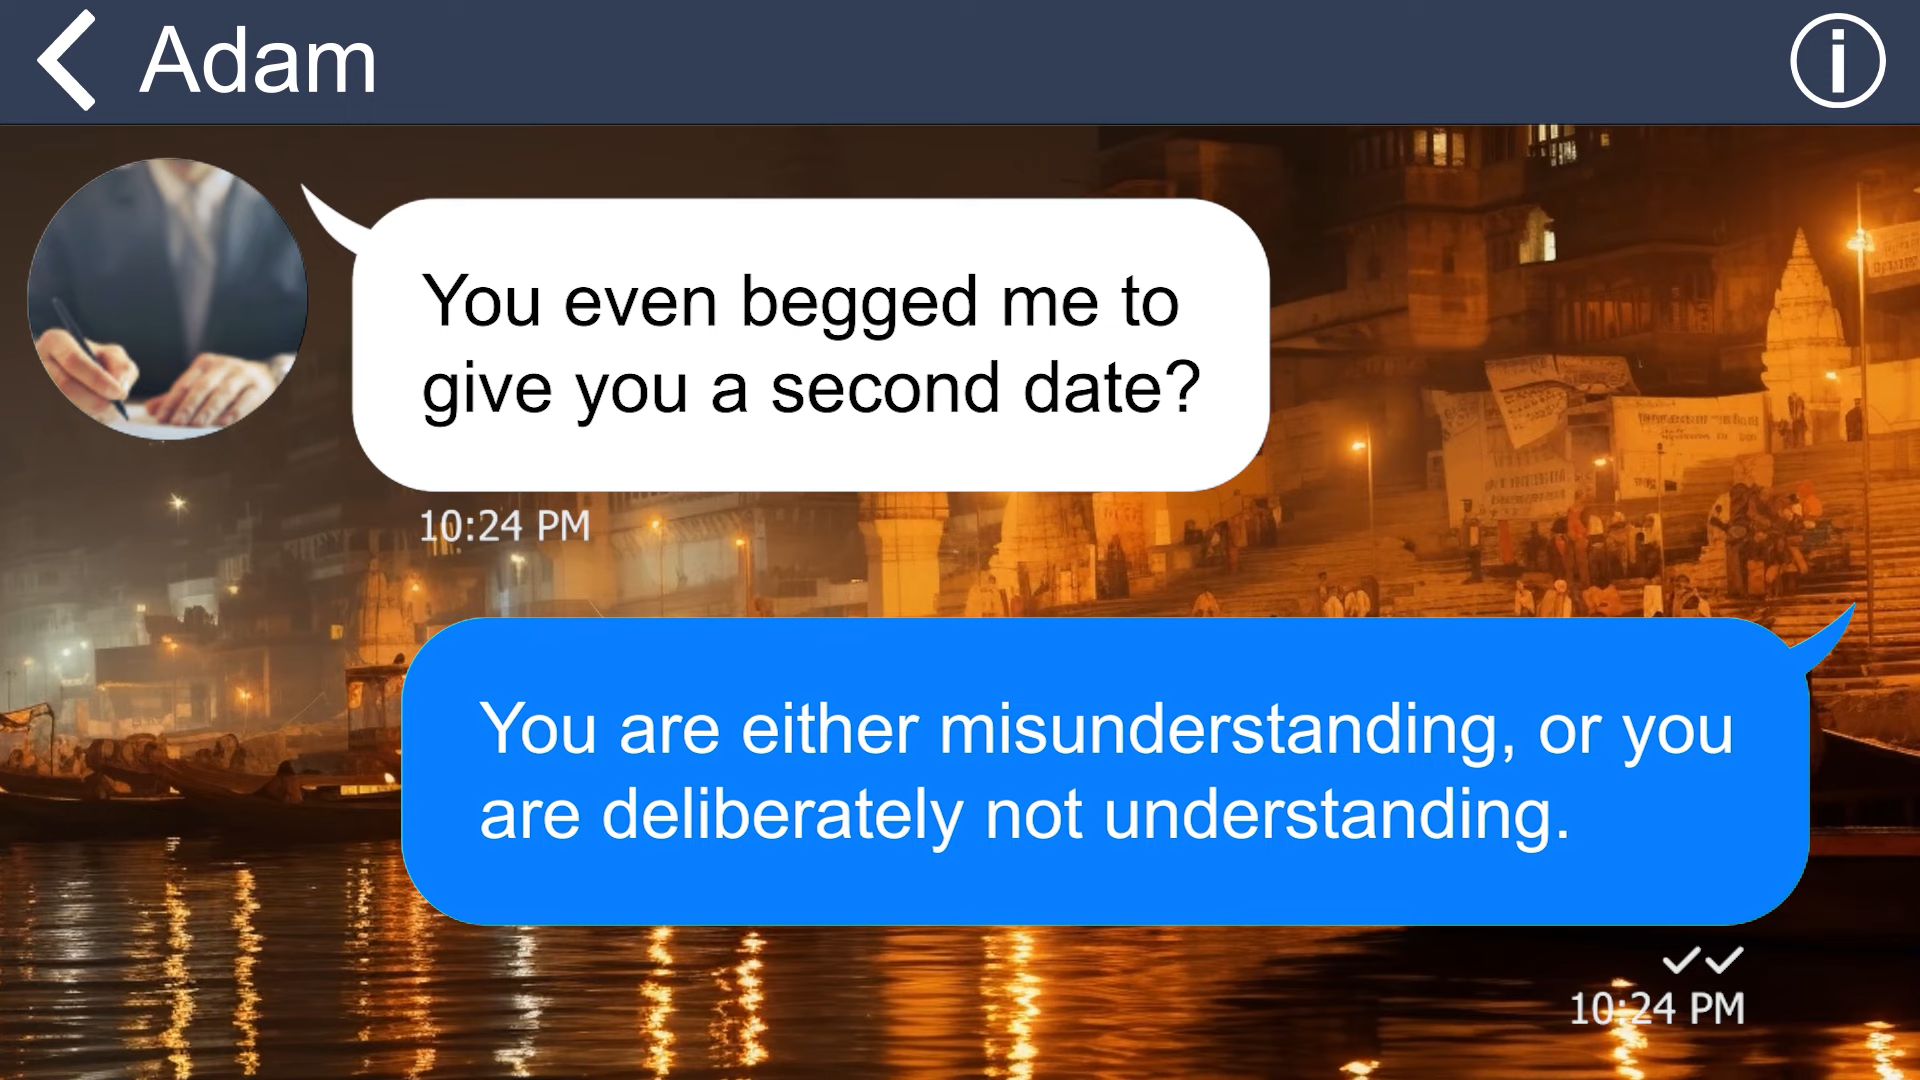 Adam
You even begged me to
give you a second date?
10:24 PM
You are either misunderstanding, or you
are deliberately not understanding.
10:24 PM